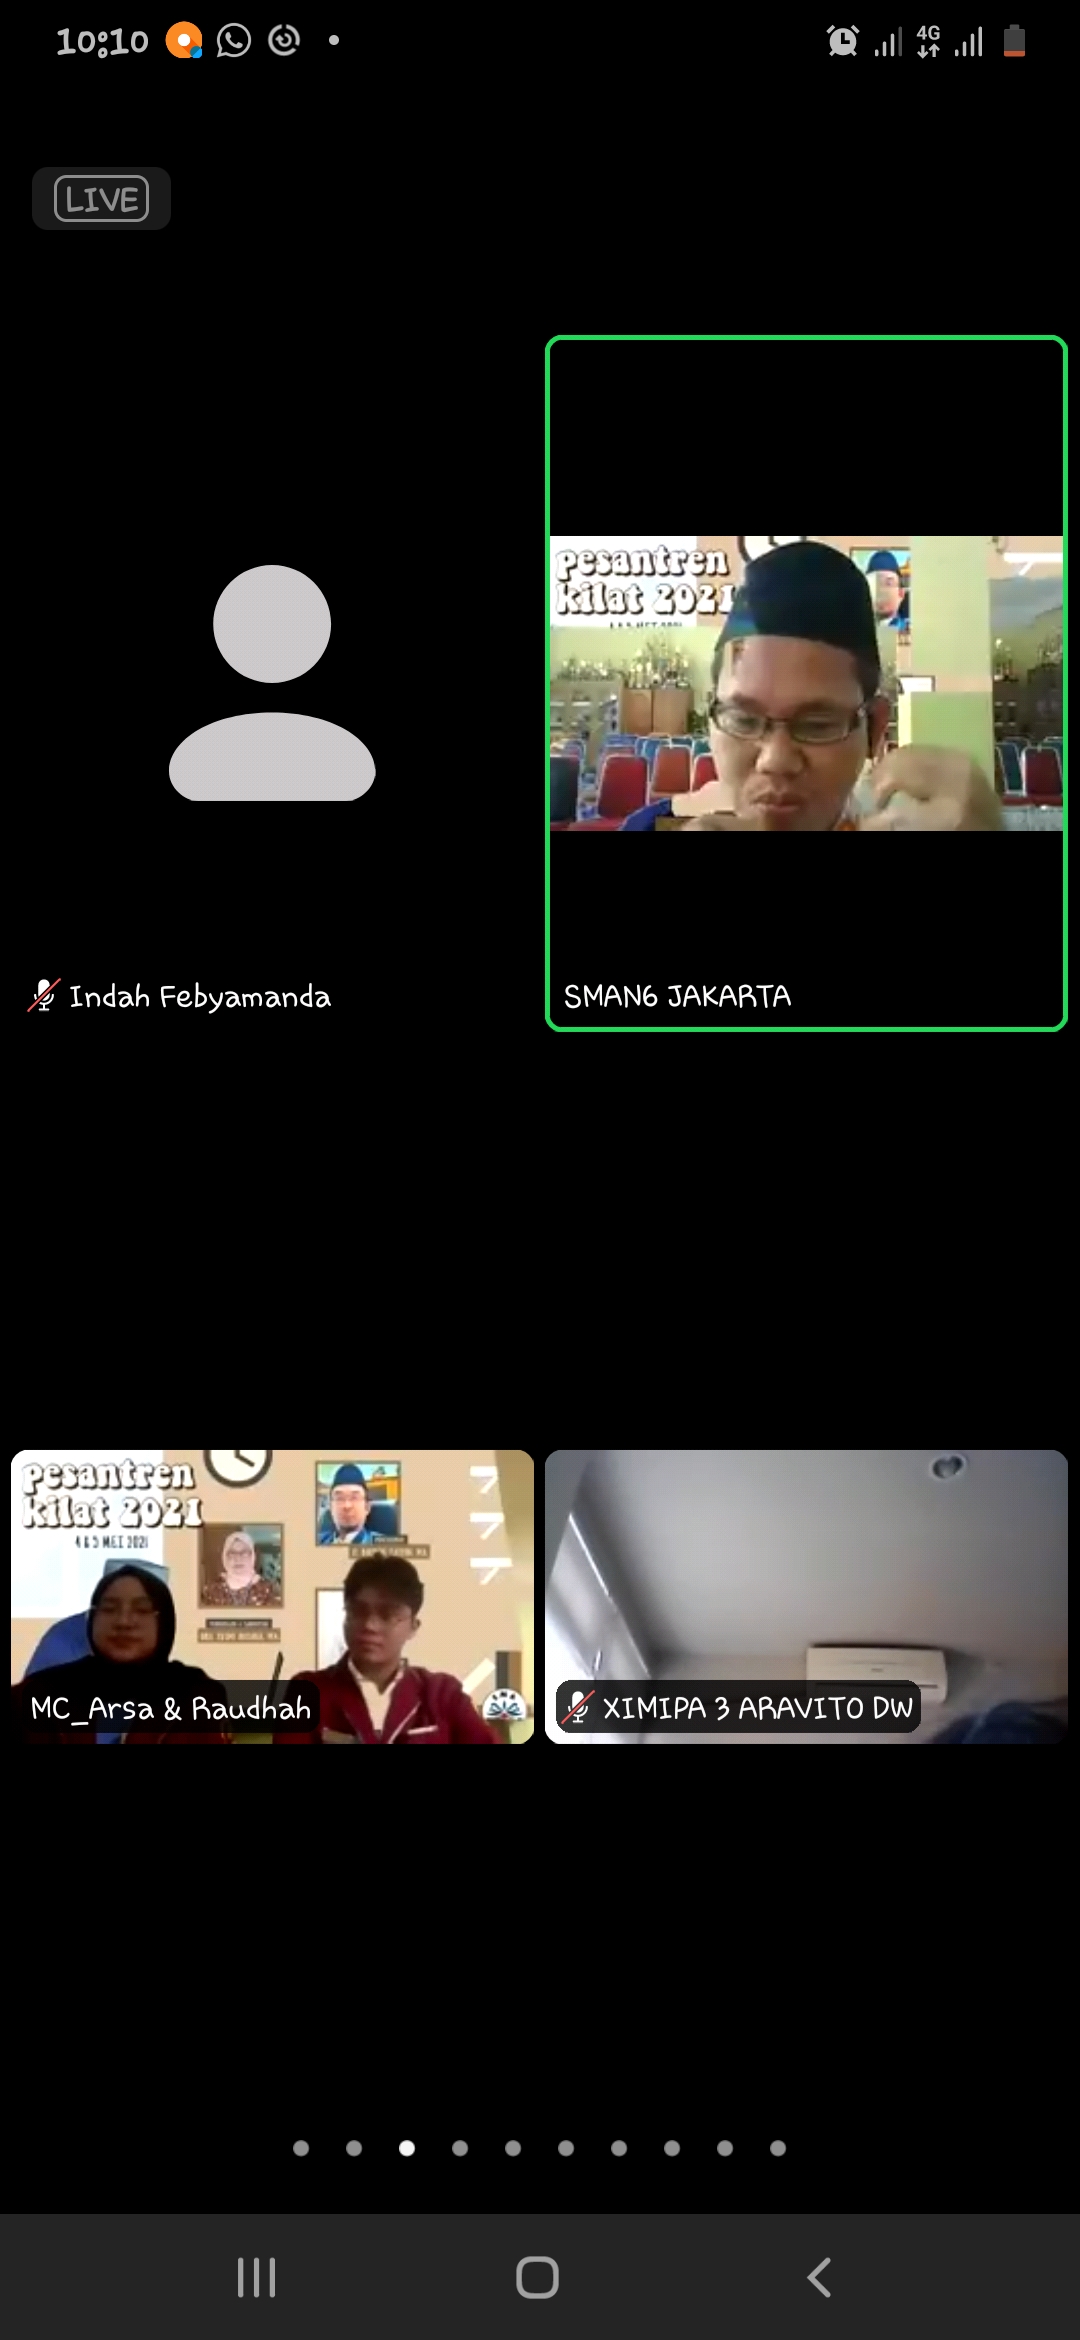 10:10
4G
LIVE
pesantren
kilat 2021
Indah Febyamanda
SMAN6 JAKARTA
pesantren
kilat 2021
4 & 5 MEI 2021
MC_Arsa & Raudhah
XIMIPA 3 ARAVITO DW